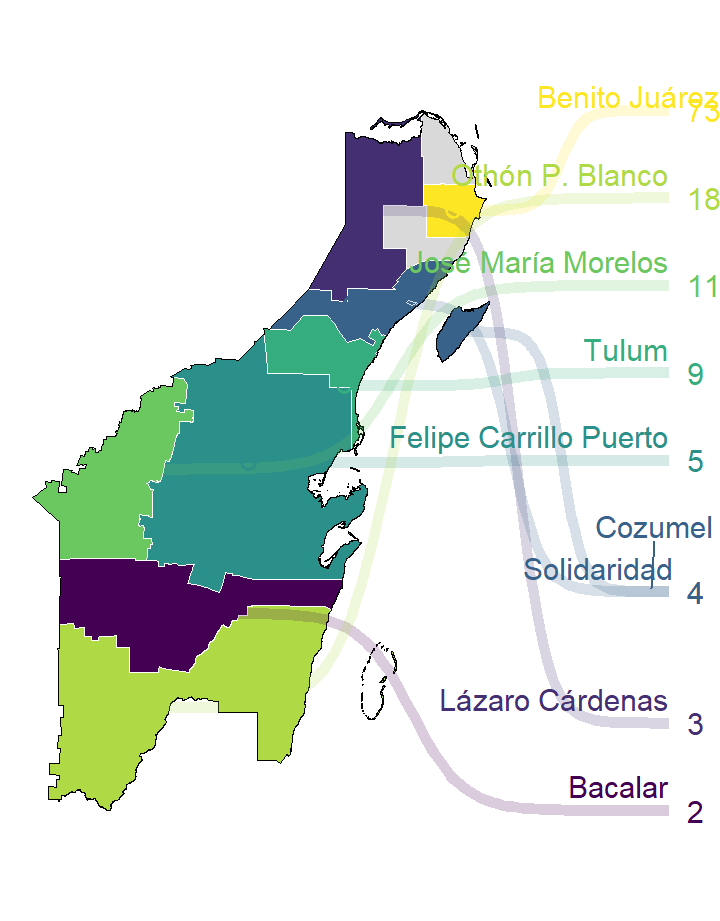 Benito Juárez
73
Othón P. Blanco
18
José María Morelos
11
Tulum
9
Felipe Carrillo Puerto
5
Cozumel
Solidaridad
4
Lázaro Cárdenas
3
Bacalar
2